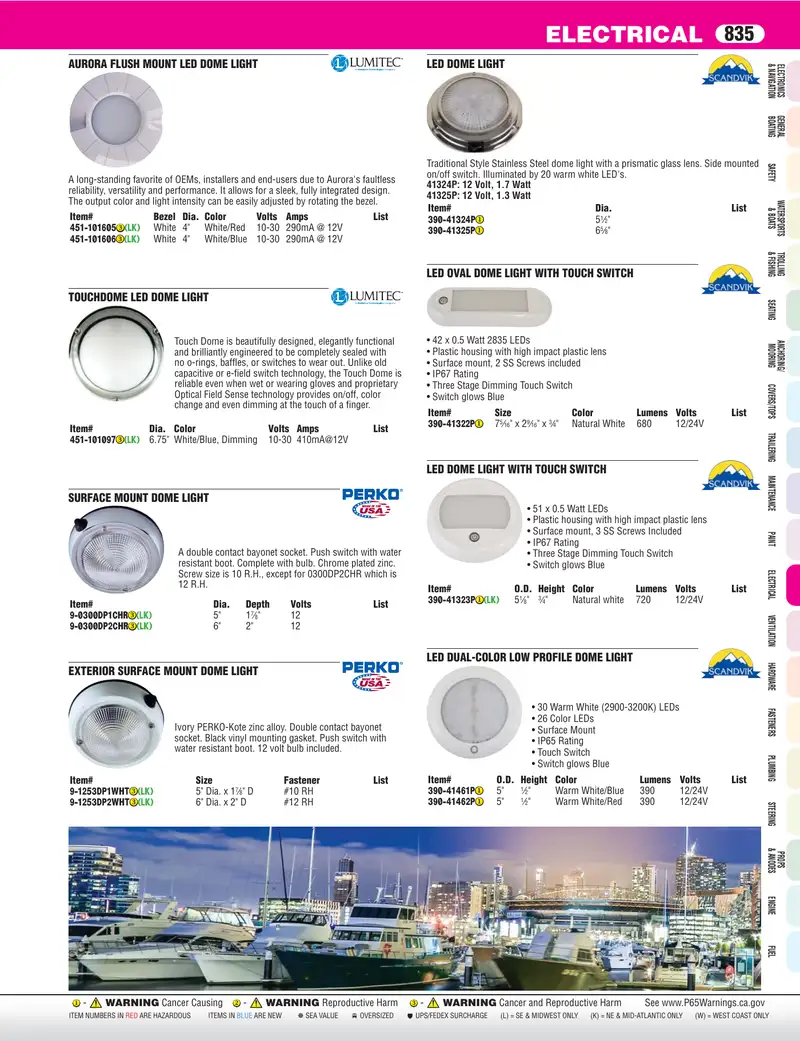 ELECTRICAL 835
AURORA FLUSH MOUNT LED DOME LIGHT
LUMITEC
A long-standing favorite of OEMs, installers and end-users due to Aurora's faultless
reliability, versatility and performance. It allows for a sleek, fully integrated design.
The output color and light intensity can be easily adjusted by rotating the bezel.
Item# Bezel Dia. Color Volts Amps List
451-101605 3 (LK) White 4" White/Red 10-30 290mA @ 12V
451-101606 3 (LK) White 4" White/Blue 10-30 290mA @ 12V
TOUCHDOME LED DOME LIGHT
LUMITEC
Touch Dome is beautifully designed, elegantly functional
and brilliantly engineered to be completely sealed with
no o-rings, baffles, or switches to wear out. Unlike old
capacitive or e-field switch technology, the Touch Dome is
reliable even when wet or wearing gloves and proprietary
Optical Field Sense technology provides on/off, color
change and even dimming at the touch of a finger.
Item# Dia. Color Volts Amps List
451-101097 3 (LK) 6.75" White/Blue, Dimming 10-30 410mA@12V
SURFACE MOUNT DOME LIGHT
PERKO
USA
A double contact bayonet socket. Push switch with water
resistant boot. Complete with bulb. Chrome plated zinc.
Screw size is 10 R.H., except for 0300DP2CHR which is
12 R.H.
Item# Dia. Depth Volts List
9-0300DP1CHR 3 (LK) 5" 1⅞" 12
9-0300DP2CHR 3 (LK) 6" 2" 12
EXTERIOR SURFACE MOUNT DOME LIGHT
PERKO
USA
Ivory PERKO-Kote zinc alloy. Double contact bayonet
socket. Black vinyl mounting gasket. Push switch with
water resistant boot. 12 volt bulb included.
Item# Size Fastener List
9-1253DP1WHT 3 (LK) 5" Dia. x 1⅞" D #10 RH
9-1253DP2WHT 3 (LK) 6" Dia. x 2" D #12 RH
LED DOME LIGHT
SCANDVIK
Traditional Style Stainless Steel dome light with a prismatic glass lens. Side mounted
on/off switch. Illuminated by 20 warm white LED's.
41324P: 12 Volt, 1.7 Watt
41325P: 12 Volt, 1.3 Watt
Item# Dia. List
390-41324P 1 5½"
390-41325P 1
LED OVAL DOME LIGHT WITH TOUCH SWITCH
SCANDVIK
• 42 x 0.5 Watt 2835 LEDs
• Plastic housing with high impact plastic lens
• Surface mount, 2 SS Screws included
• IP67 Rating
• Three Stage Dimming Touch Switch
• Switch glows Blue
Item# Size Color Lumens Volts List
390-41322P 1 x ¾" Natural White 680 12/24V
LED DOME LIGHT WITH TOUCH SWITCH
SCANDVIK
• 51 x 0.5 Watt LEDs
• Plastic housing with high impact plastic lens
• Surface mount, 3 SS Screws Included
• IP67 Rating
• Three Stage Dimming Touch Switch
• Switch glows Blue
Item# O.D. Height Color Lumens Volts List
390-41323P 1 (LK) ¾" Natural white 720 12/24V
LED DUAL-COLOR LOW PROFILE DOME LIGHT
SCANDVIK
• 30 Warm White (2900-3200K) LEDs
• 26 Color LEDs
• Surface Mount
• IP65 Rating
• Touch Switch
• Switch glows Blue
Item# O.D. Height Color Lumens Volts List
390-41461P 1 5" ½" Warm White/Blue 390 12/24V
390-41462P 1 5" ½" Warm White/Red 390 12/24V
ELECTRONICS
& NAVIGATION
GENERAL
BOATING
SAFETY
WATERSPORTS
& BOATS
TROLLING
& FISHING
SEATING
ANCHORING/
MOORING
COVERS/TOPS
TRAILERING
MAINTENANCE
PAINT
ELECTRICAL
VENTILATION
HARDWARE
FASTENERS
PLUMBING
STEERING
PROPS
& ANODES
ENGINE
FUEL
1 - WARNING Cancer Causing 2 - WARNING Reproductive Harm 3 - WARNING Cancer and Reproductive Harm See www.P65Warnings.ca.gov
ITEM NUMBERS IN RED ARE HAZARDOUS ITEMS IN BLUE ARE NEW SEA VALUE OVERSIZED UPS/FEDEX SURCHARGE (L) = SE & MIDWEST ONLY (K) = NE & MID-ATLANTIC ONLY (W) = WEST COAST ONLY